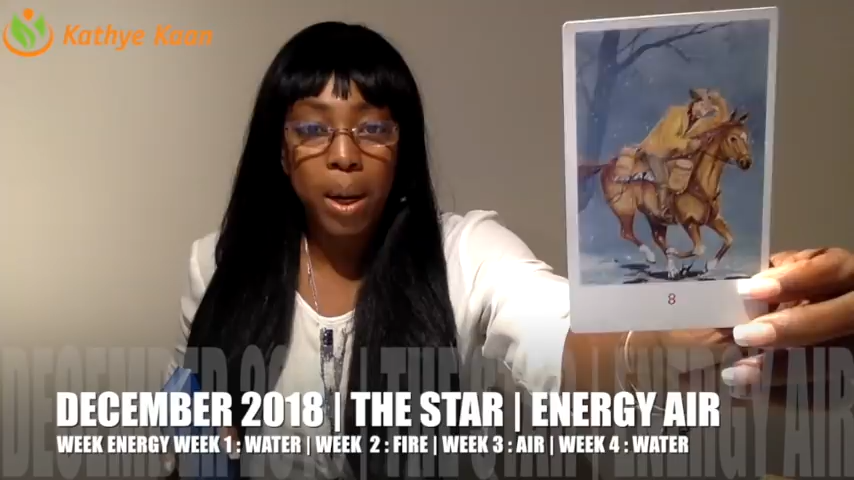 Kathye Kaan
8
DECEMBER 2018 | THE STAR | ENERGY AIR
WEEK ENERGY WEEK 1 : WATER | WEEK 2 : FIRE | WEEK 3 : AIR | WEEK 4 : WATER